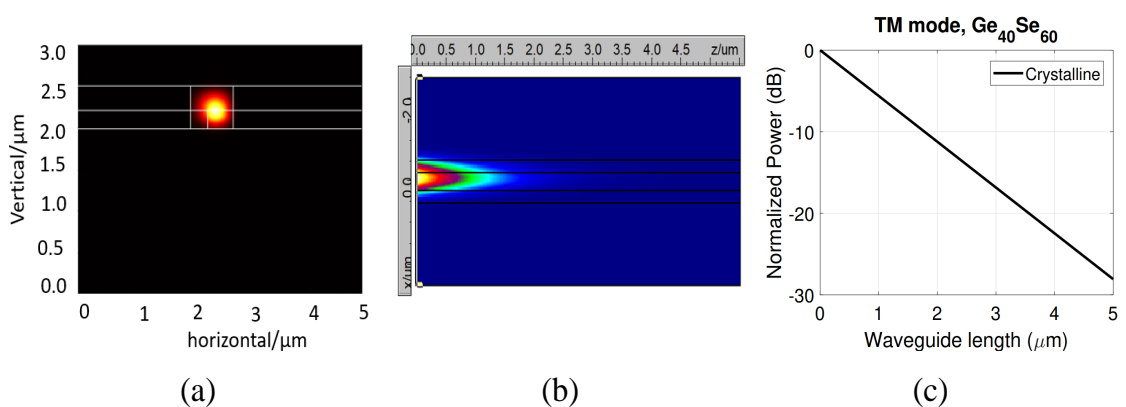 3.0
2.5
2.0
1.5
1.0
0.5
0.0
Vertical/μm
0 1 2 3 4 5
horizontal/μm
(a)
0.0 0.5 1.0 1.5 2.0 2.5 3.0 3.5 4.0 4.5 z/um
-2.0
0.0
x/um
(b)
TM mode, Ge40Se60
Crystalline
0
-10
-20
-30
Normalized Power (dB)
0 1 2 3 4 5
Waveguide length (μm)
(c)